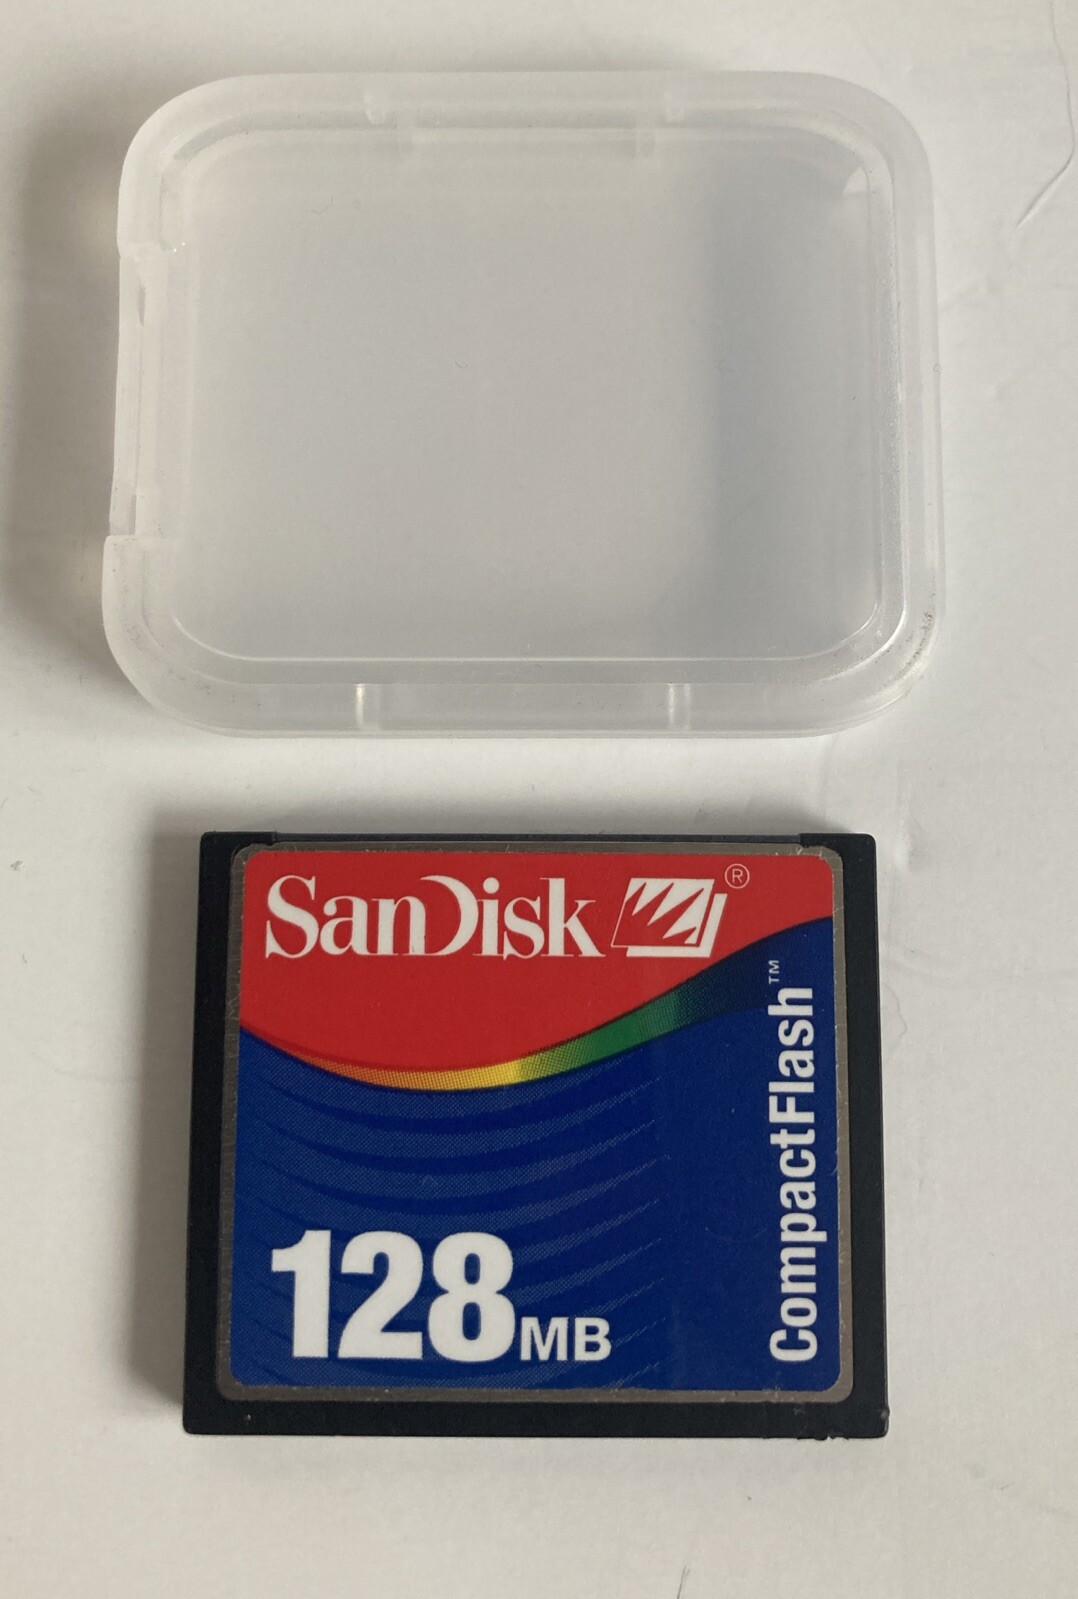 SanDisk ®
CompactFlash™
128MB